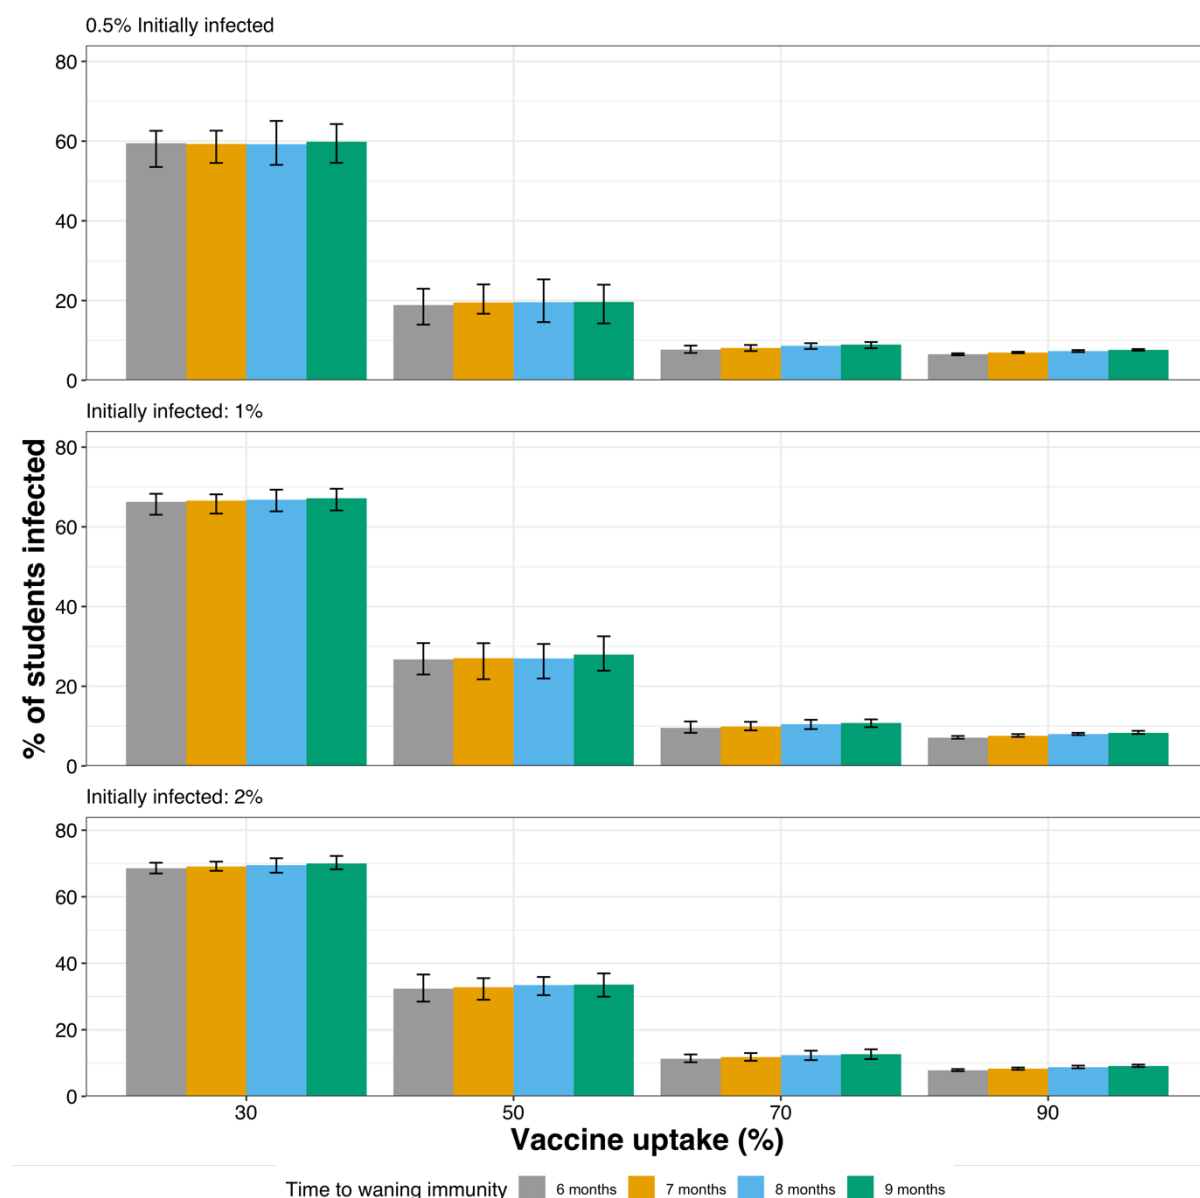 0.5% Initially infected
80
60
40
20
0
Initially infected: 1%
80
60
40
20
0
Initially infected: 2%
80
60
40
20
0
% of students infected
30 50 70 90
Vaccine uptake (%)
Time to waning immunity 6 months 7 months 8 months 9 months